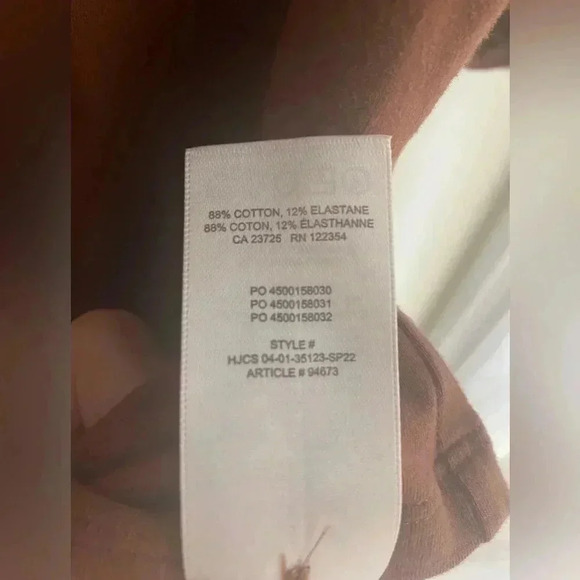 88% COTTON, 12% ELASTANE
88% COTON, 12% ÉLASTHANNE
CA 23725 RN 122354
PO 4500158030
PO 4500158031
PO 4500158032
STYLE #
HJCS 04-01-35123-SP22
ARTICLE # 94673